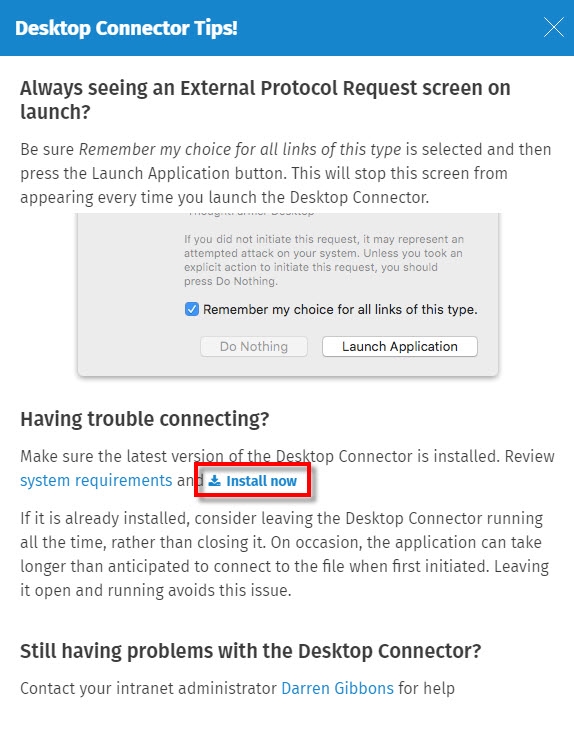 Desktop Connector Tips!
Always seeing an External Protocol Request screen on
launch?
Be sure Remember my choice for all links of this type is selected and then
press the Launch Application button. This will stop this screen from
appearing every time you launch the Desktop Connector.
ThoughtFarmer Desktop
If you did not initiate this request, it may represent an
attempted attack on your system. Unless you took an
explicit action to initiate this request, you should
press Do Nothing.
Remember my choice for all links of this type.
Do Nothing Launch Application
Having trouble connecting?
Make sure the latest version of the Desktop Connector is installed. Review
system requirements and Install now
If it is already installed, consider leaving the Desktop Connector running
all the time, rather than closing it. On occasion, the application can take
longer than anticipated to connect to the file when first initiated. Leaving
it open and running avoids this issue.
Still having problems with the Desktop Connector?
Contact your intranet administrator Darren Gibbons for help